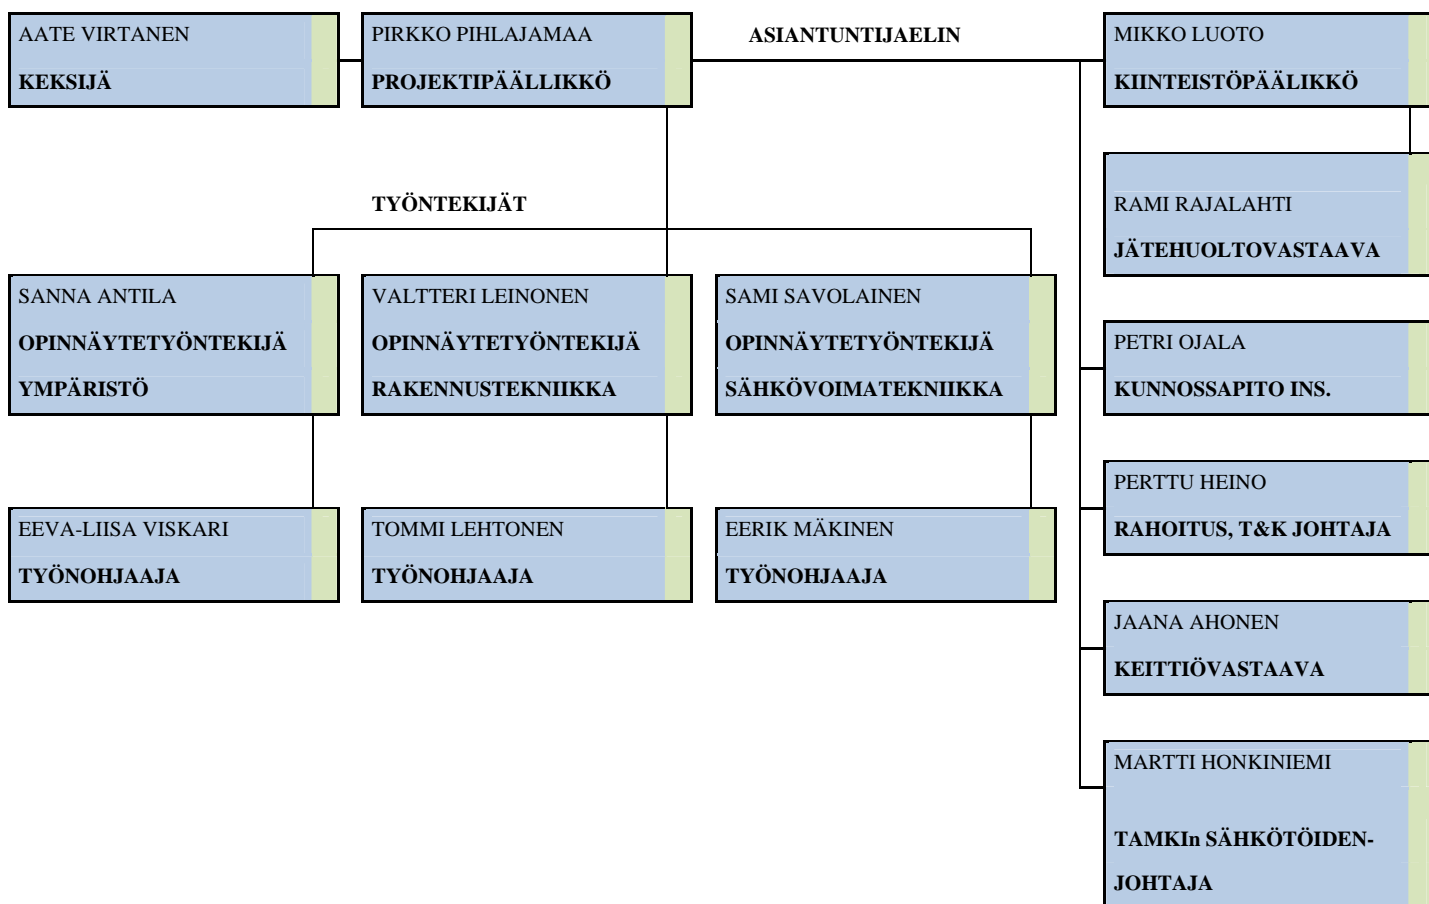 AATE VIRTANEN
KEKSIJÄ
PIRKKO PIHLAJAMAA
PROJEKTIPÄÄLLIKKÖ
ASIANTUNTIJAELIN
MIKKO LUOTO
KIINTEISTÖPÄÄLIKKÖ
RAMI RAJALAHTI
JÄTEHUOLTOVASTAAVA
TYÖNTEKIJÄT
SANNA ANTILA
OPINNÄYTETYÖNTEKIJÄ
YMPÄRISTÖ
VALTTERI LEINONEN
OPINNÄYTETYÖNTEKIJÄ
RAKENNUSTEKNIIKKA
SAMI SAVOLAINEN
OPINNÄYTETYÖNTEKIJÄ
SÄHKÖVOIMATEKNIIKKA
PETRI OJALA
KUNNOSSAPITO INS.
EEVA-LIISA VISKARI
TYÖNOHJAAJA
TOMMI LEHTONEN
TYÖNOHJAAJA
EERIK MÄKINEN
TYÖNOHJAAJA
PERTTU HEINO
RAHOITUS, T&K JOHTAJA
JAANA AHONEN
KEITTIÖVASTAAVA
MARTTI HONKINIEMI
TAMKIn SÄHKÖTÖIDEN-
JOHTAJA